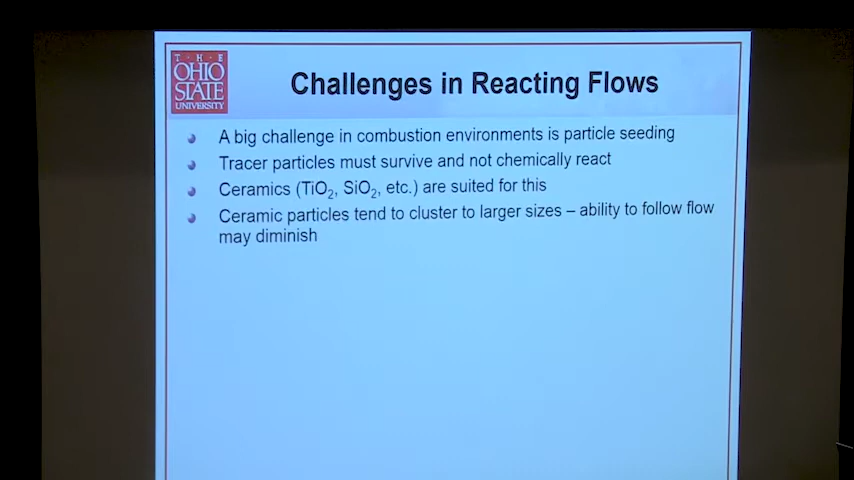 T · H · E
OHIO
STATE
UNIVERSITY
Challenges in Reacting Flows
A big challenge in combustion environments is particle seeding
Tracer particles must survive and not chemically react
Ceramics (TiO₂, SiO₂, etc.) are suited for this
Ceramic particles tend to cluster to larger sizes – ability to follow flow
may diminish